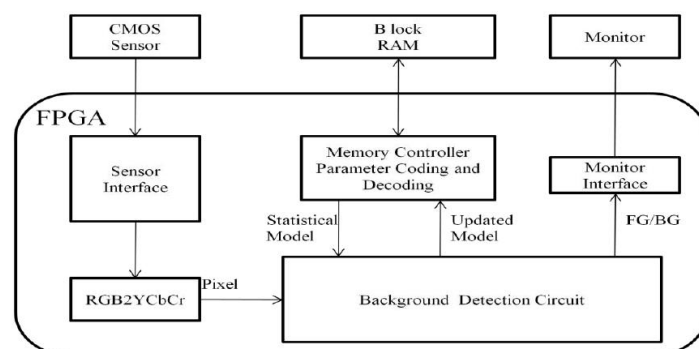 CMOS
Sensor
B lock
RAM
Monitor
FPGA
Sensor
Interface
Memory Controller
Parameter Coding and
Decoding
Monitor
Interface
Statistical
Model
Updated
Model
FG/BG
RGB2YCbCr
Pixel
Background Detection Circuit